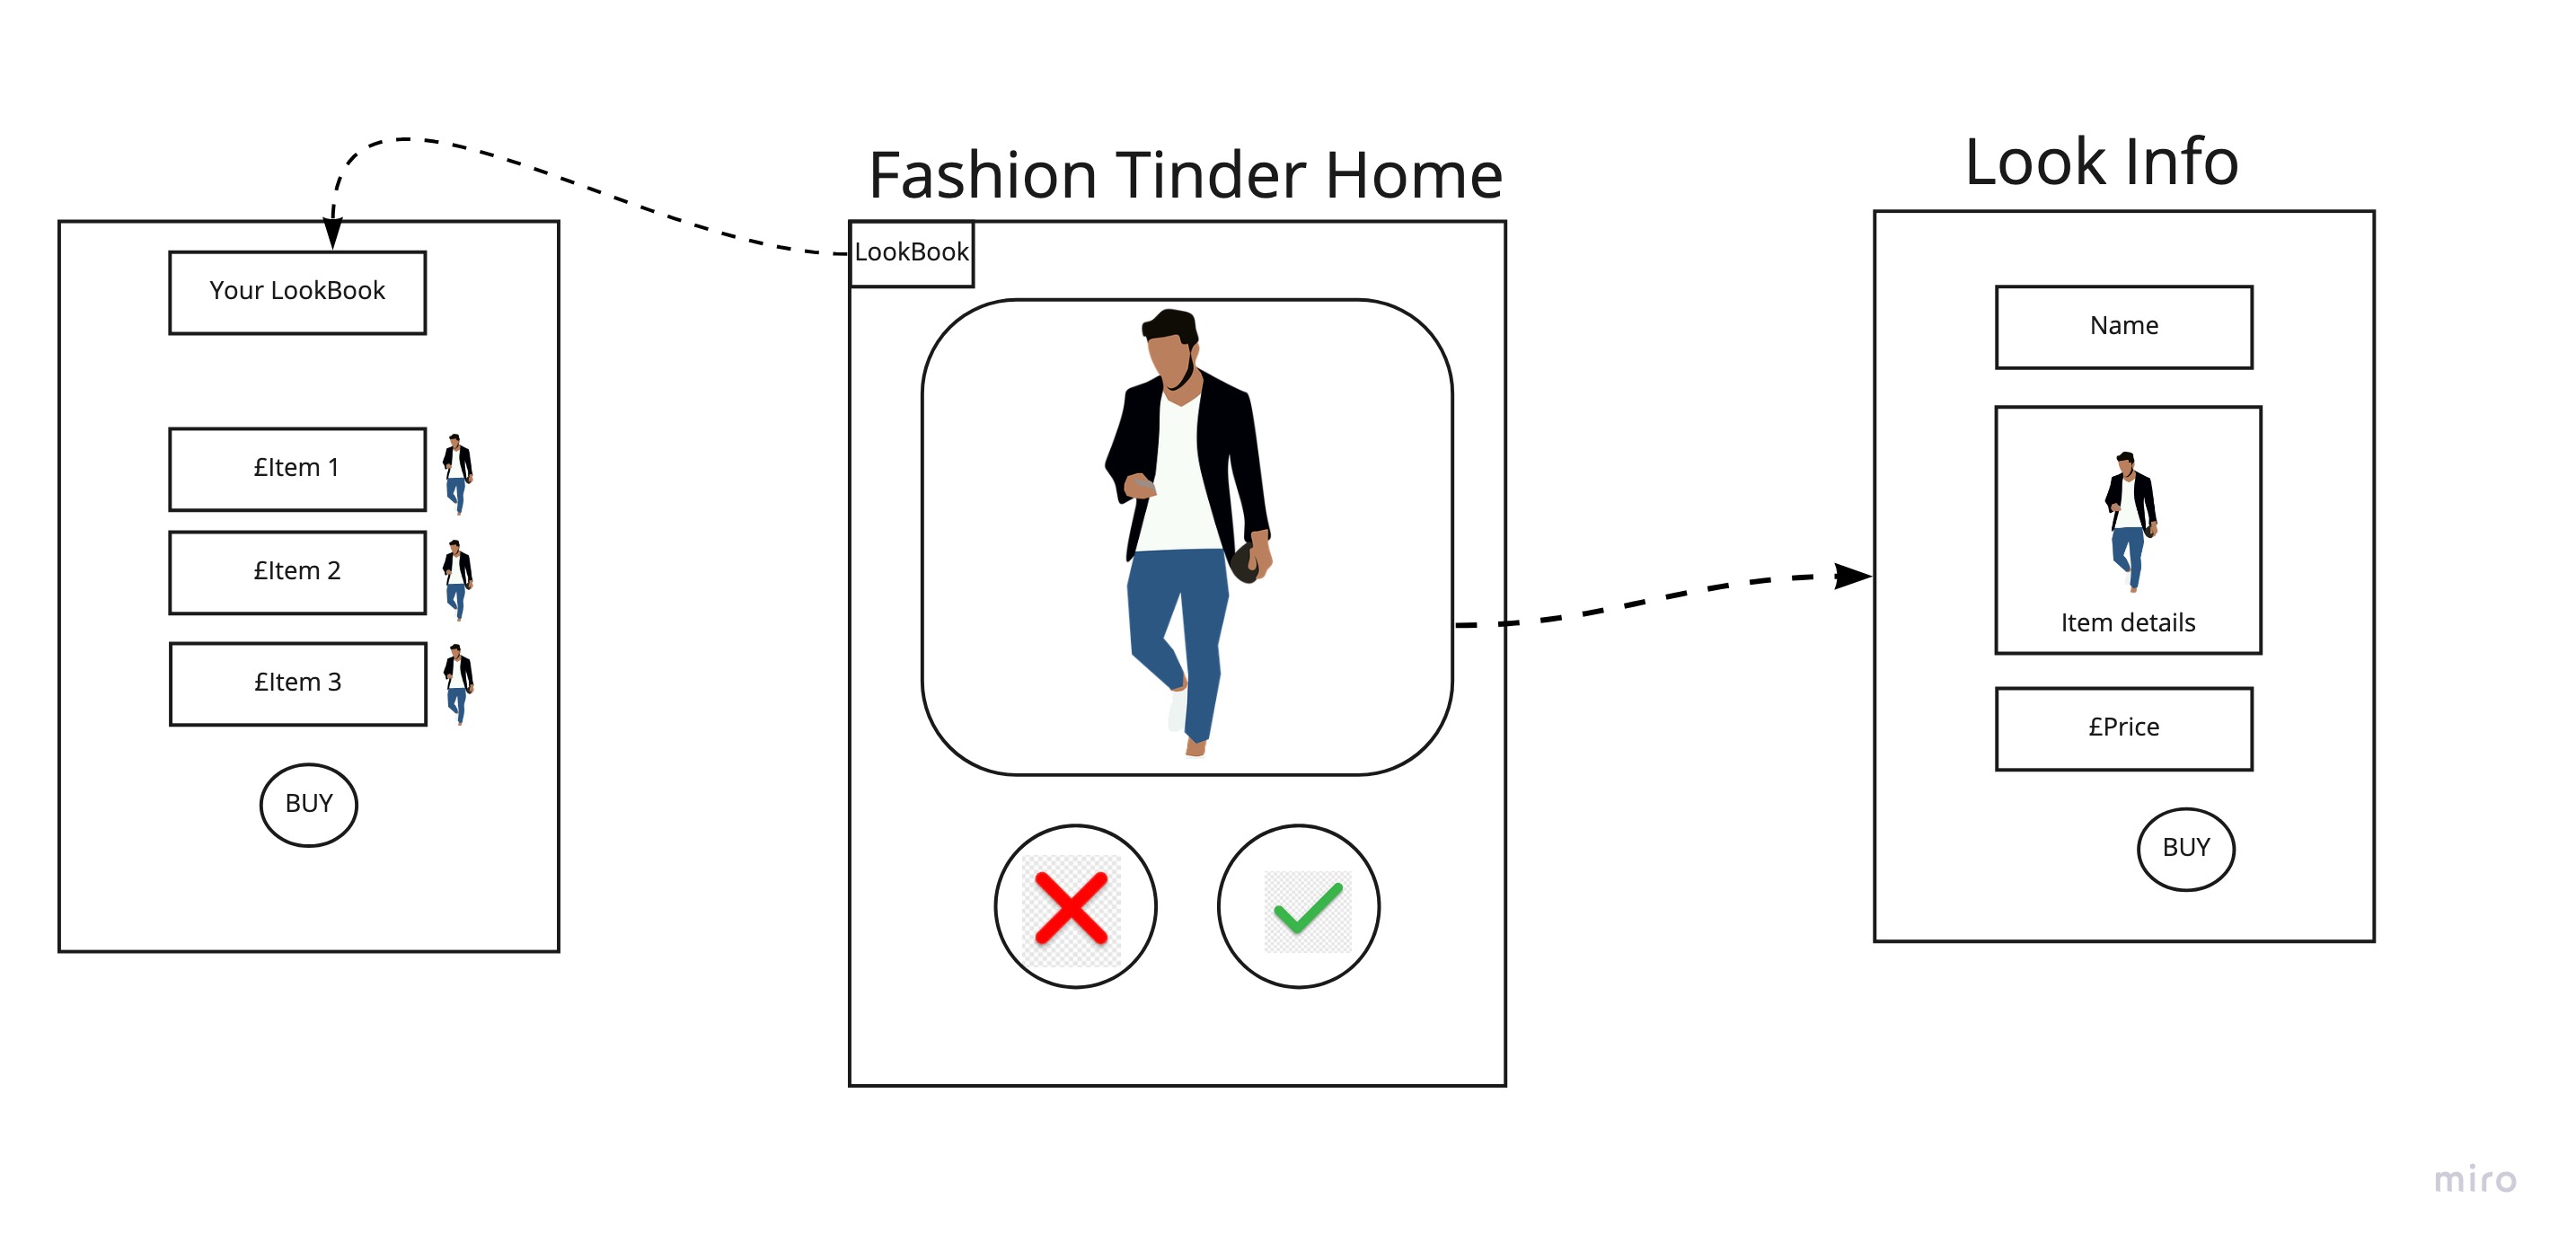 Fashion Tinder Home
Look Info
LookBook
Your LookBook
£Item 1
£Item 2
£Item 3
BUY
Name
Item details
£Price
BUY
miro